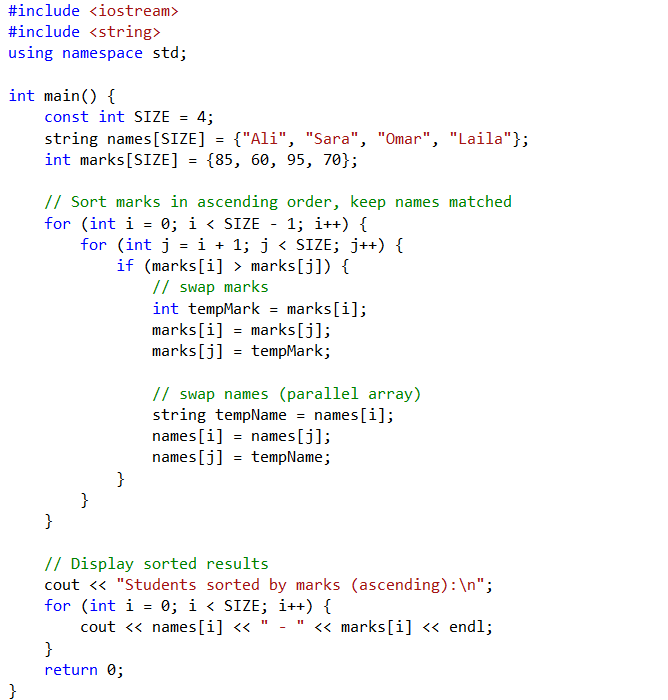 #include <iostream>
#include <string>
using namespace std;

int main() {
    const int SIZE = 4;
    string names[SIZE] = {"Ali", "Sara", "Omar", "Laila"};
    int marks[SIZE] = {85, 60, 95, 70};

    // Sort marks in ascending order, keep names matched
    for (int i = 0; i < SIZE - 1; i++) {
        for (int j = i + 1; j < SIZE; j++) {
            if (marks[i] > marks[j]) {
                // swap marks
                int tempMark = marks[i];
                marks[i] = marks[j];
                marks[j] = tempMark;

                // swap names (parallel array)
                string tempName = names[i];
                names[i] = names[j];
                names[j] = tempName;
            }
        }
    }

    // Display sorted results
    cout << "Students sorted by marks (ascending):\n";
    for (int i = 0; i < SIZE; i++) {
        cout << names[i] << " - " << marks[i] << endl;
    }
    return 0;
}